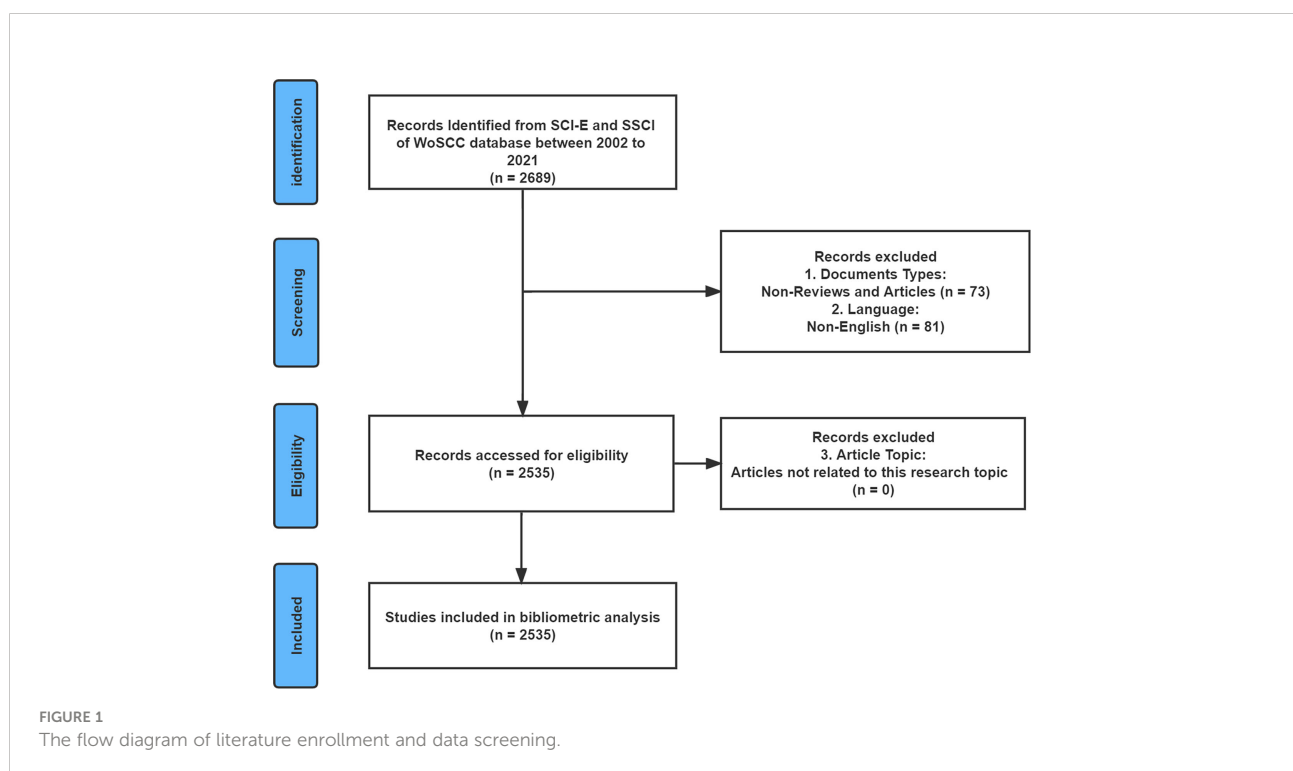 identification
Records Identified from SCI-E and SSCI
of WoSCC database between 2002 to
2021
(n = 2689)
Screening
Records excluded
1. Documents Types:
Non-Reviews and Articles (n = 73)
2. Language:
Non-English (n = 81)
Eligibility
Records accessed for eligibility
(n = 2535)
Records excluded
3. Article Topic:
Articles not related to this research topic
(n = 0)
Included
Studies included in bibliometric analysis
(n = 2535)
FIGURE 1
The flow diagram of literature enrollment and data screening.